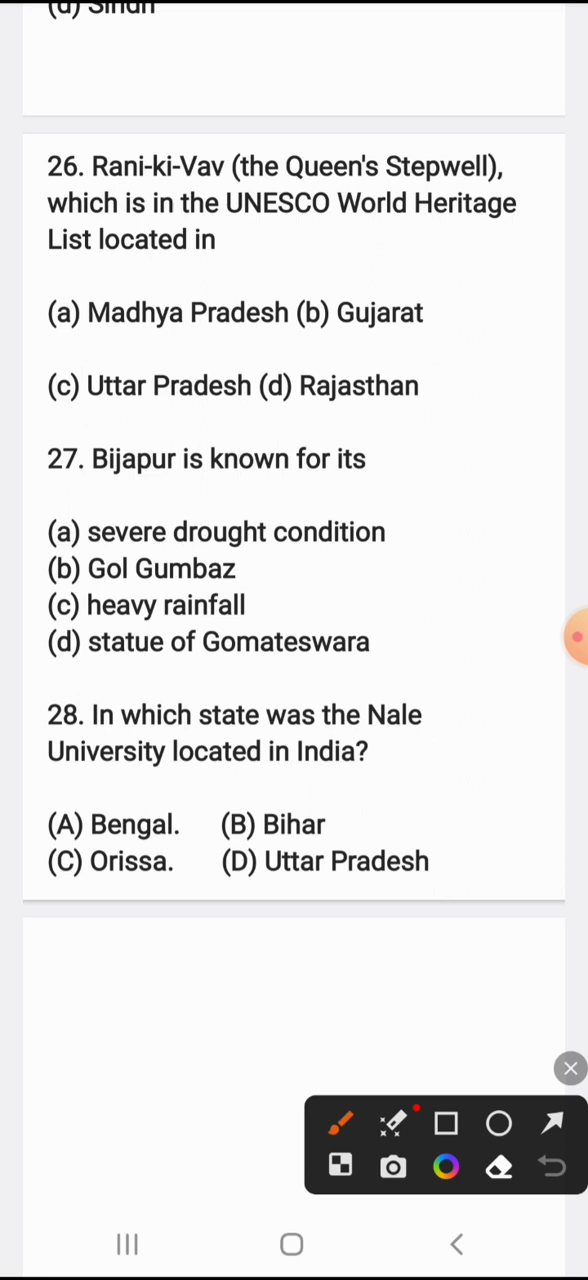 (d) Sindh
26. Rani-ki-Vav (the Queen's Stepwell),
which is in the UNESCO World Heritage
List located in
(a) Madhya Pradesh (b) Gujarat
(c) Uttar Pradesh (d) Rajasthan
27. Bijapur is known for its
(a) severe drought condition
(b) Gol Gumbaz
(c) heavy rainfall
(d) statue of Gomateswara
28. In which state was the Nale
University located in India?
(A) Bengal. (B) Bihar
(C) Orissa. (D) Uttar Pradesh